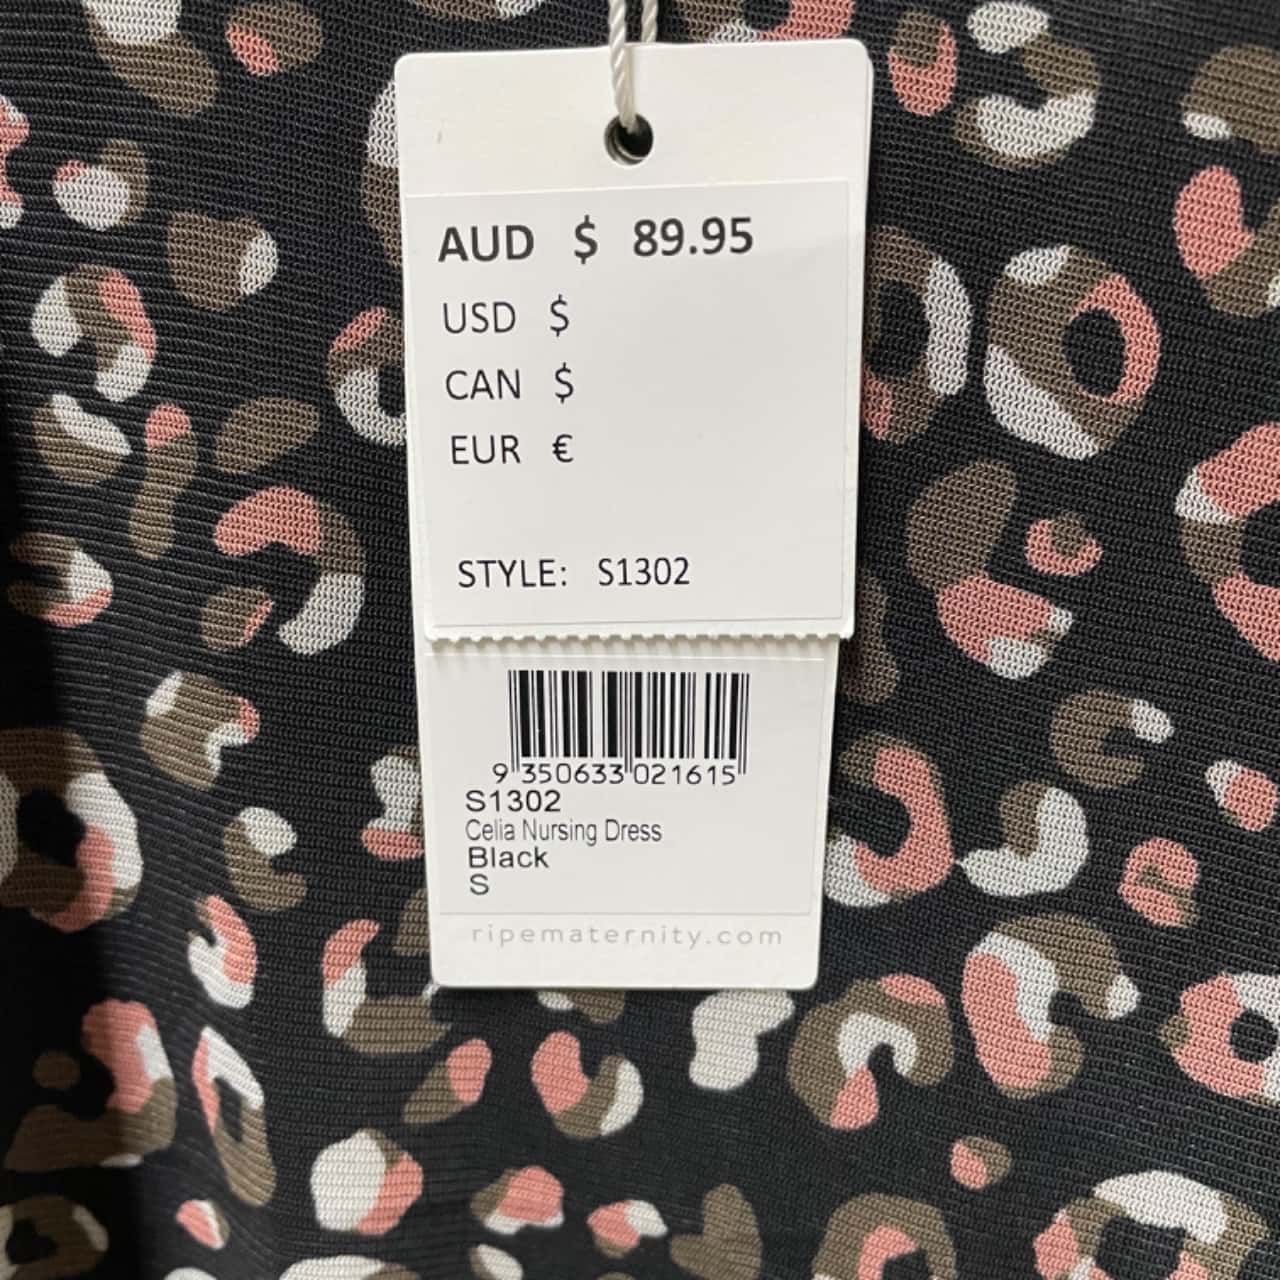 AUD $ 89.95
USD $
CAN $
EUR €
STYLE: S1302
9 350633 021615
S1302
Celia Nursing Dress
Black
S
ripematernity.com